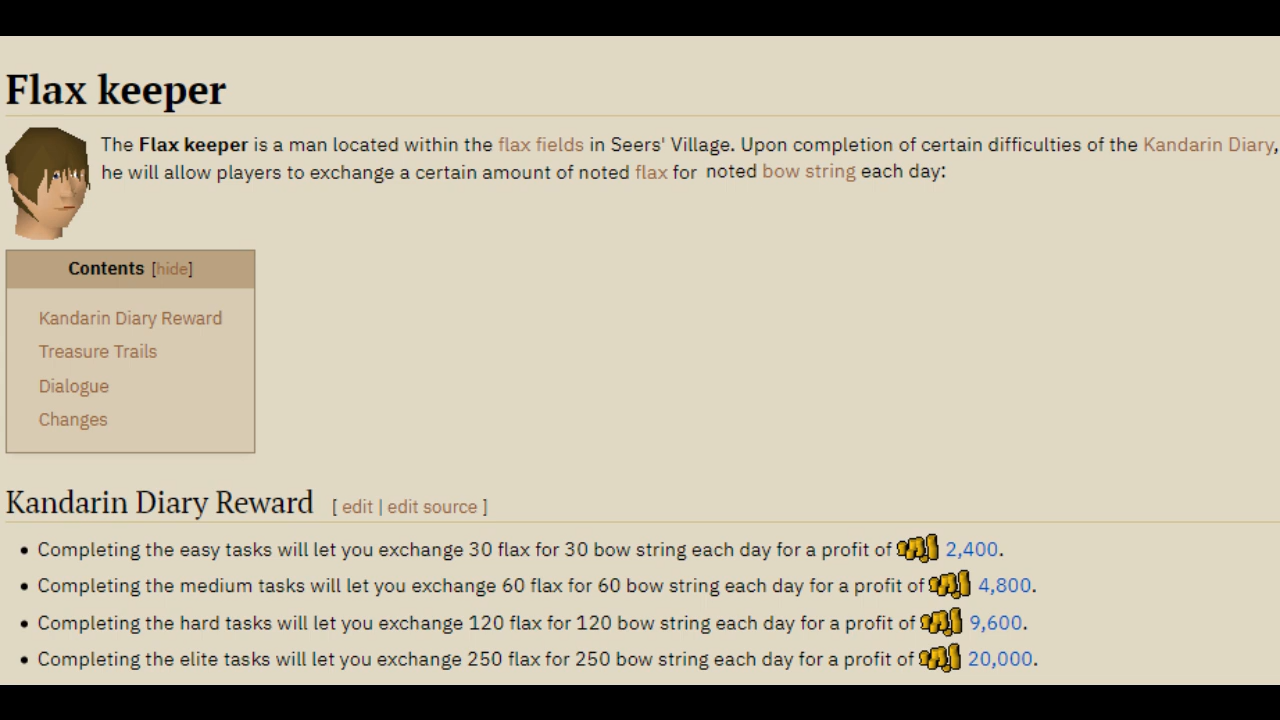 Flax keeper
The Flax keeper is a man located within the flax fields in Seers' Village. Upon completion of certain difficulties of the Kandarin Diary,
he will allow players to exchange a certain amount of noted flax for noted bow string each day:
Contents [hide]
Kandarin Diary Reward
Treasure Trails
Dialogue
Changes
Kandarin Diary Reward [ edit | edit source ]
• Completing the easy tasks will let you exchange 30 flax for 30 bow string each day for a profit of 2,400.
• Completing the medium tasks will let you exchange 60 flax for 60 bow string each day for a profit of 4,800.
• Completing the hard tasks will let you exchange 120 flax for 120 bow string each day for a profit of 9,600.
• Completing the elite tasks will let you exchange 250 flax for 250 bow string each day for a profit of 20,000.